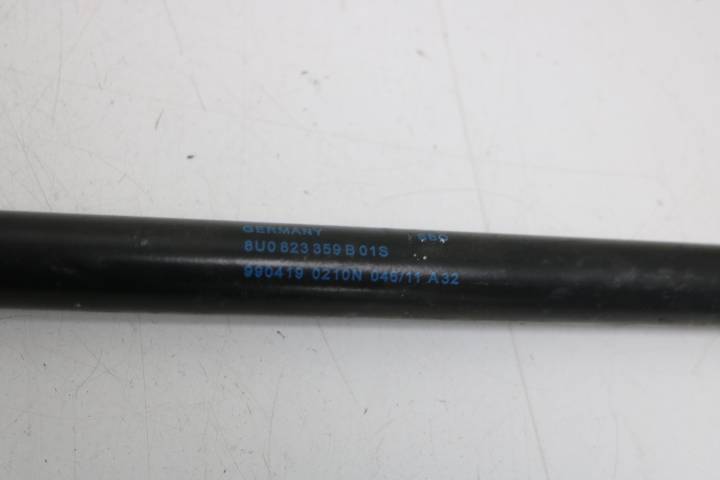 GERMANY
8U0 823 359 B 01S
990419 0210N 046/11 A32